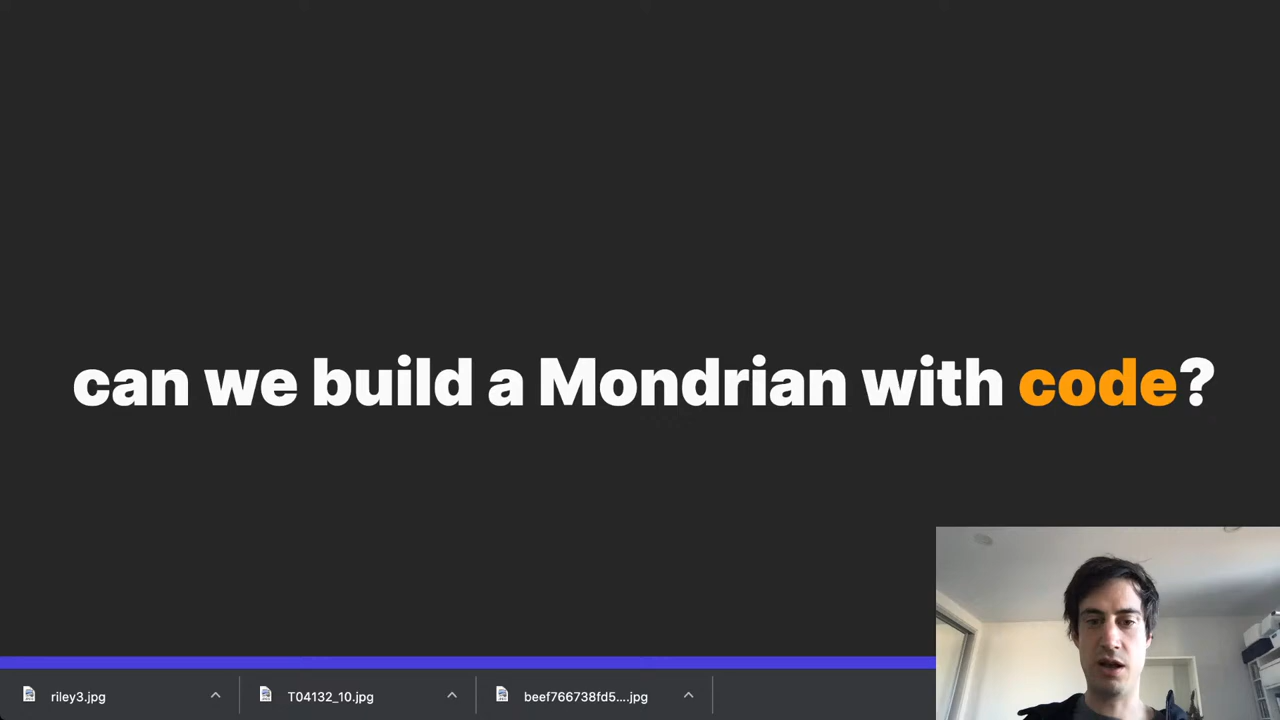 can we build a Mondrian with code?
riley3.jpg
T04132_10.jpg
beef766738fd5....jpg